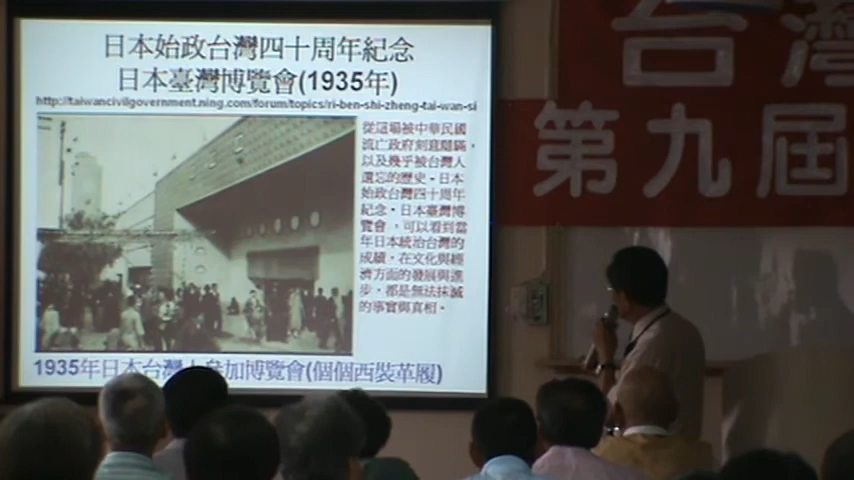 日本始政台灣四十周年紀念
日本臺灣博覽會(1935年)
http://taiwancivilgovernment.ning.com/forum/topics/ri-ben-shi-zheng-tai-wan-si
從這場被中華民國
流亡政府刻意隱瞞，
以及幾乎被台灣人
遺忘的歷史，日本
始政台灣四十周年
紀念，日本臺灣博
覽會，可以看到當
年日本統治台灣的
成績，在文化與經
濟方面的發展與進
步，都是無法抹滅
的事實與真相。
1935年日本台灣人參加博覽會(個個西裝革履)
台灣
第九屆